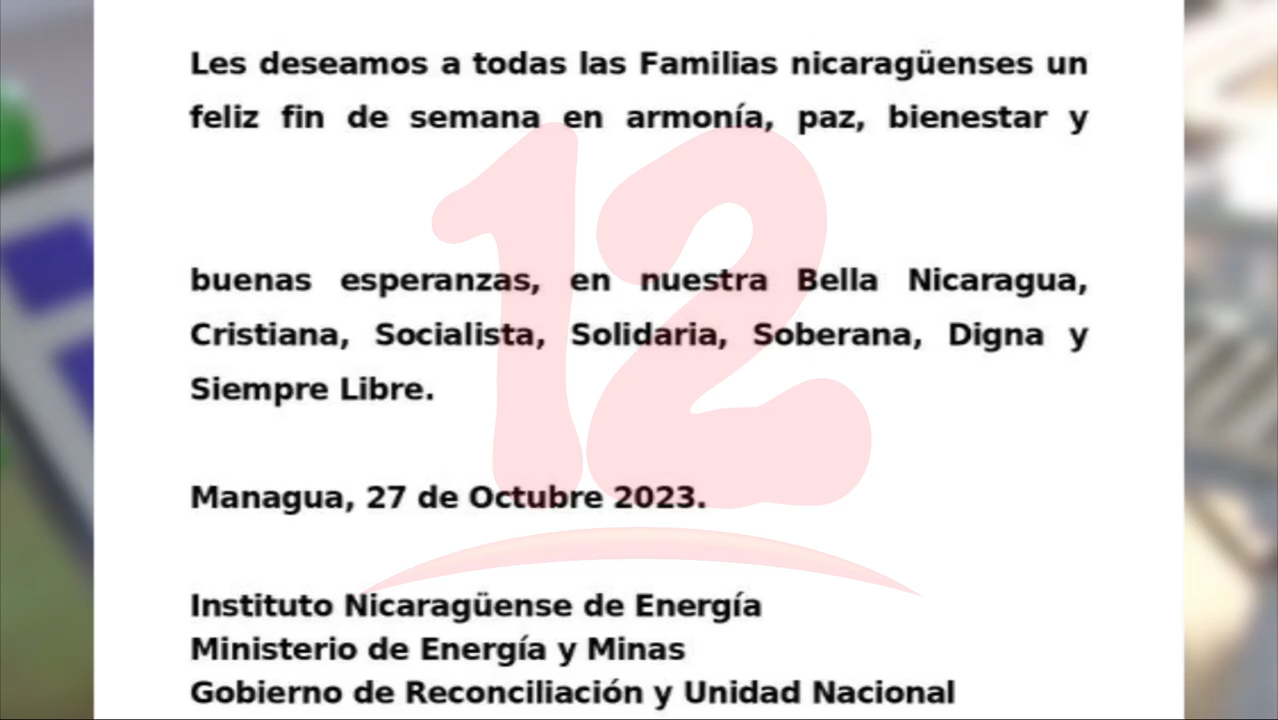 Les deseamos a todas las Familias nicaragüenses un
feliz fin de semana en armonía, paz, bienestar y
buenas esperanzas, en nuestra Bella Nicaragua,
Cristiana, Socialista, Solidaria, Soberana, Digna y
Siempre Libre.
Managua, 27 de Octubre 2023.
Instituto Nicaragüense de Energía
Ministerio de Energía y Minas
Gobierno de Reconciliación y Unidad Nacional
12